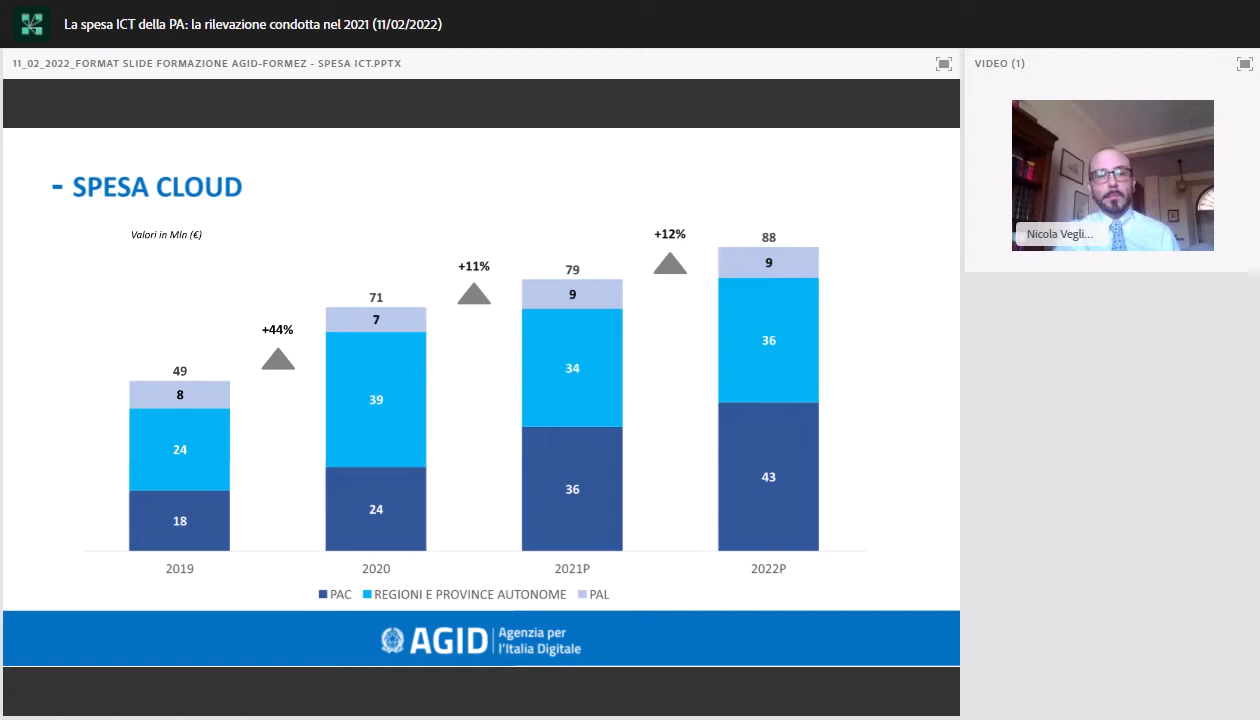 La spesa ICT della PA: la rilevazione condotta nel 2021 (11/02/2022)
11_02_2022_FORMAT SLIDE FORMAZIONE AGID-FORMEZ - SPESA ICT.PPTX
VIDEO (1)
- SPESA CLOUD
Valori in Mln (€)
+44%
+11%
+12%
49
71
79
88
8
7
9
9
24
39
34
36
18
24
36
43
2019
2020
2021P
2022P
PAC
REGIONI E PROVINCE AUTONOME
PAL
AGID
Agenzia per
l'Italia Digitale
Nicola Vegli...